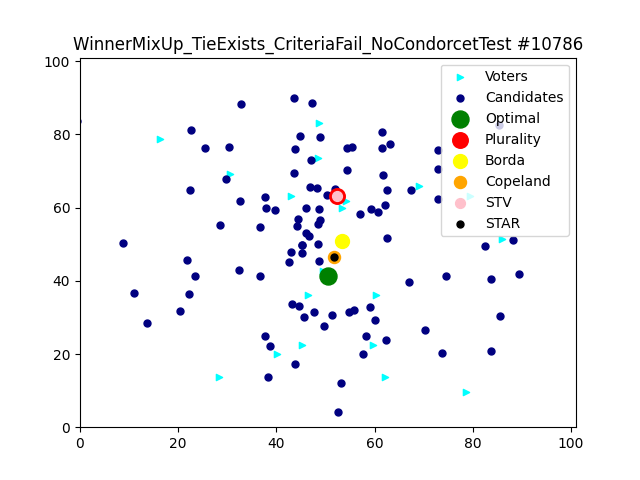 WinnerMixUp_TieExists_CriteriaFail_NoCondorcetTest #10786
100
80
60
40
20
0
0
20
40
60
80
100
Voters
Candidates
Optimal
Plurality
Borda
Copeland
STV
STAR